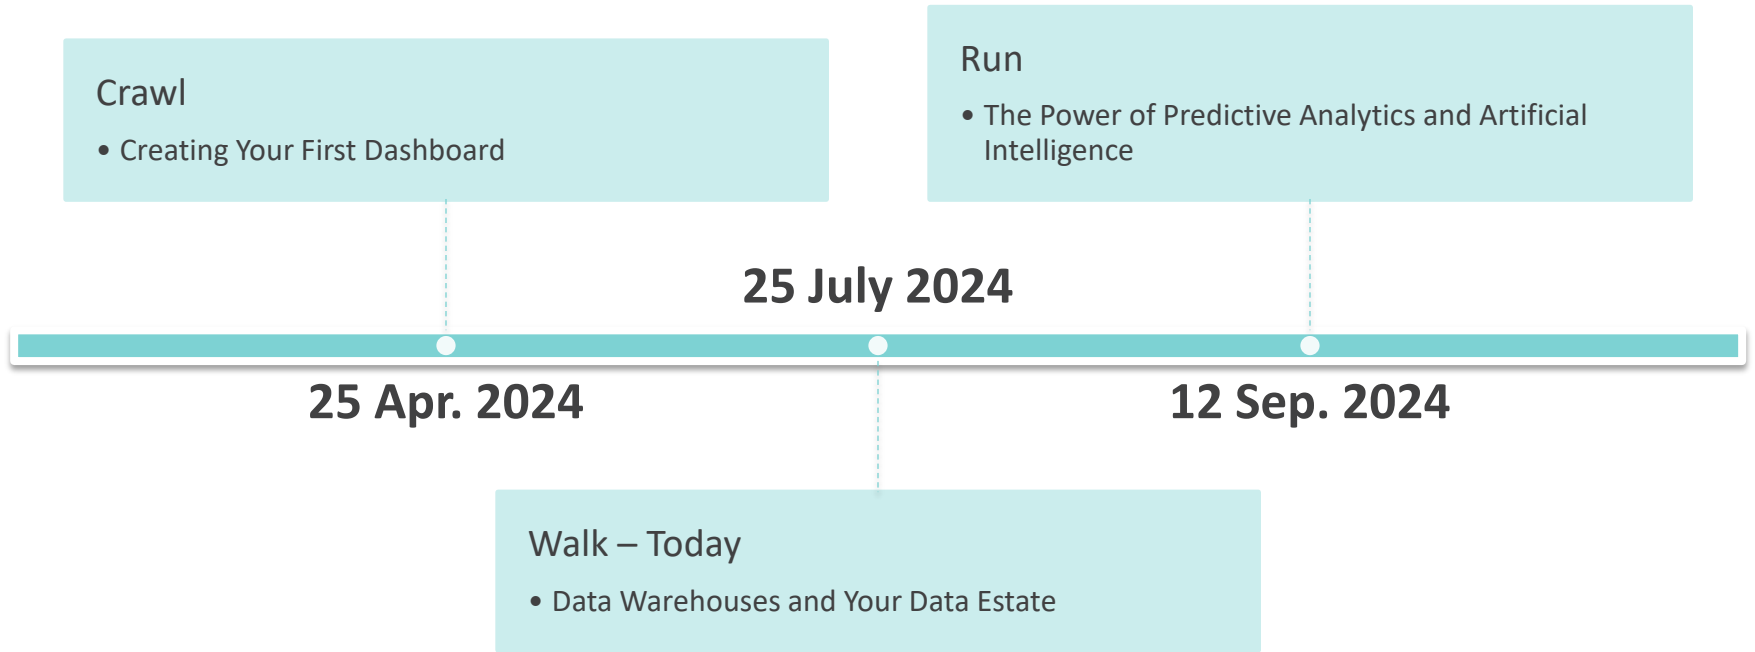 Crawl
• Creating Your First Dashboard
Run
• The Power of Predictive Analytics and Artificial
Intelligence
25 July 2024
25 Apr. 2024
12 Sep. 2024
Walk – Today
• Data Warehouses and Your Data Estate